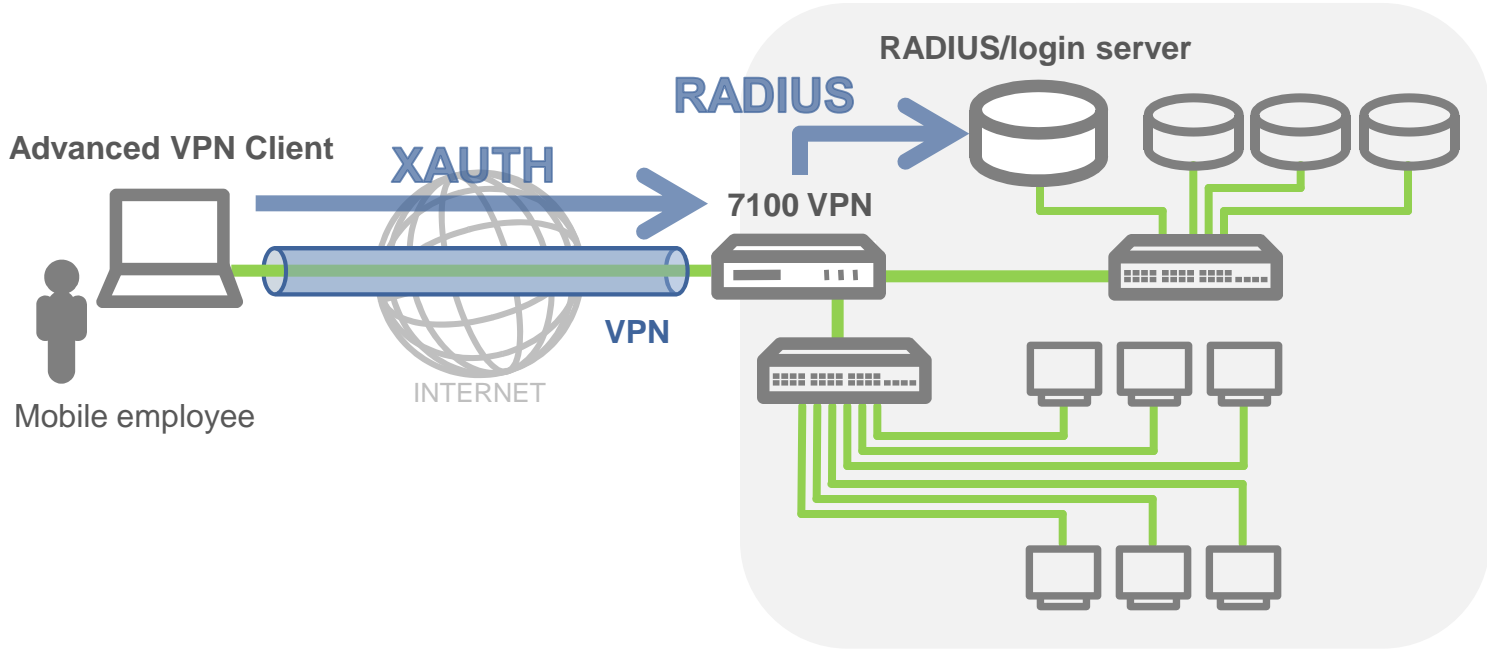 RADIUS/login server
RADIUS
Advanced VPN Client
XAUTH
7100 VPN
VPN
INTERNET
Mobile employee